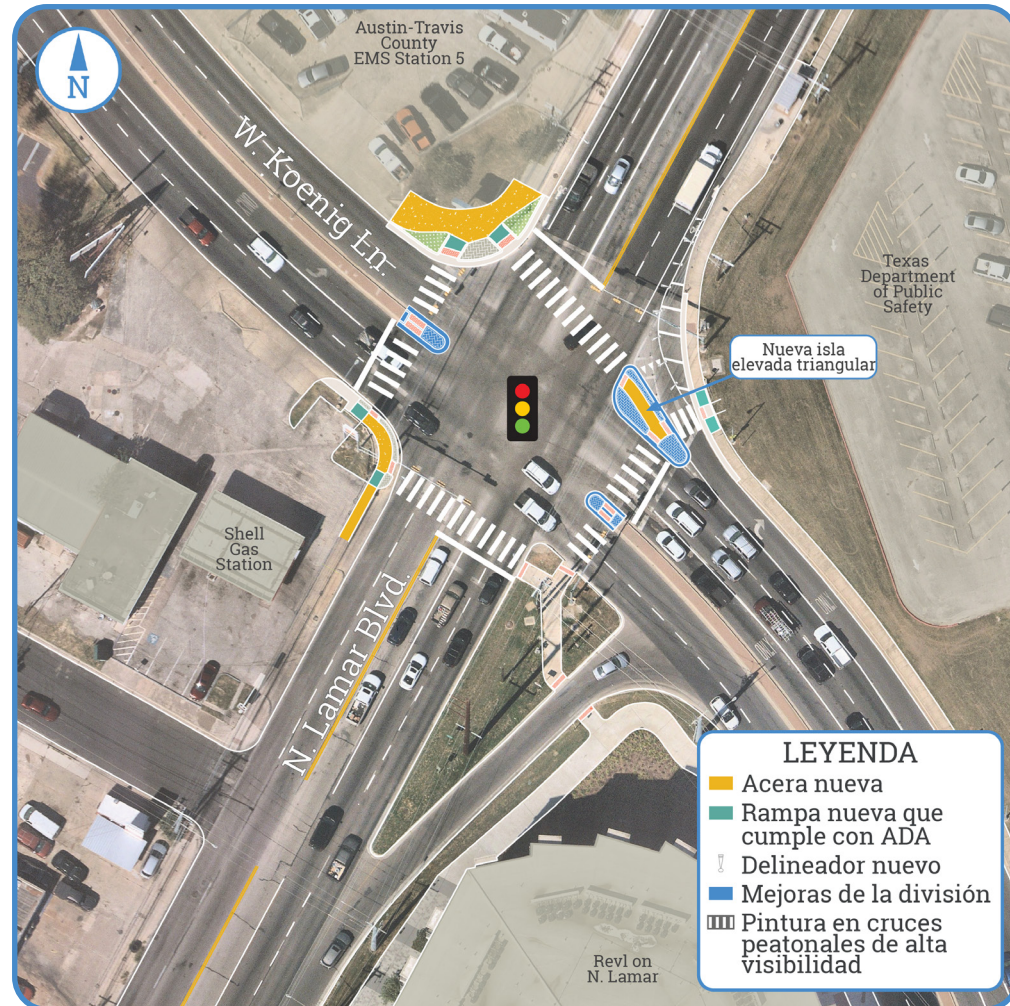 Austin-Travis
County
EMS Station 5
N
W. Koenig Ln.
Texas
Department
of Public
Safety
Nueva isla
elevada triangular
Shell
Gas
Station
N. Lamar Blvd.
LEYENDA
Acera nueva
Rampa nueva que
cumple con ADA
Delineador nuevo
Mejoras de la división
Pintura en cruces
peatonales de alta
visibilidad
Revl on
N. Lamar